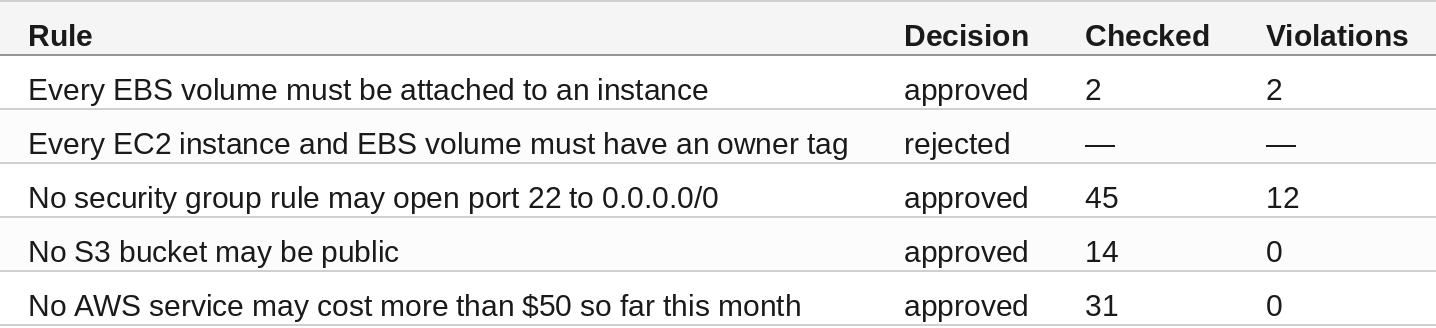 Rule Decision Checked Violations
Every EBS volume must be attached to an instance approved 2 2
Every EC2 instance and EBS volume must have an owner tag rejected — —
No security group rule may open port 22 to 0.0.0.0/0 approved 45 12
No S3 bucket may be public approved 14 0
No AWS service may cost more than $50 so far this month approved 31 0